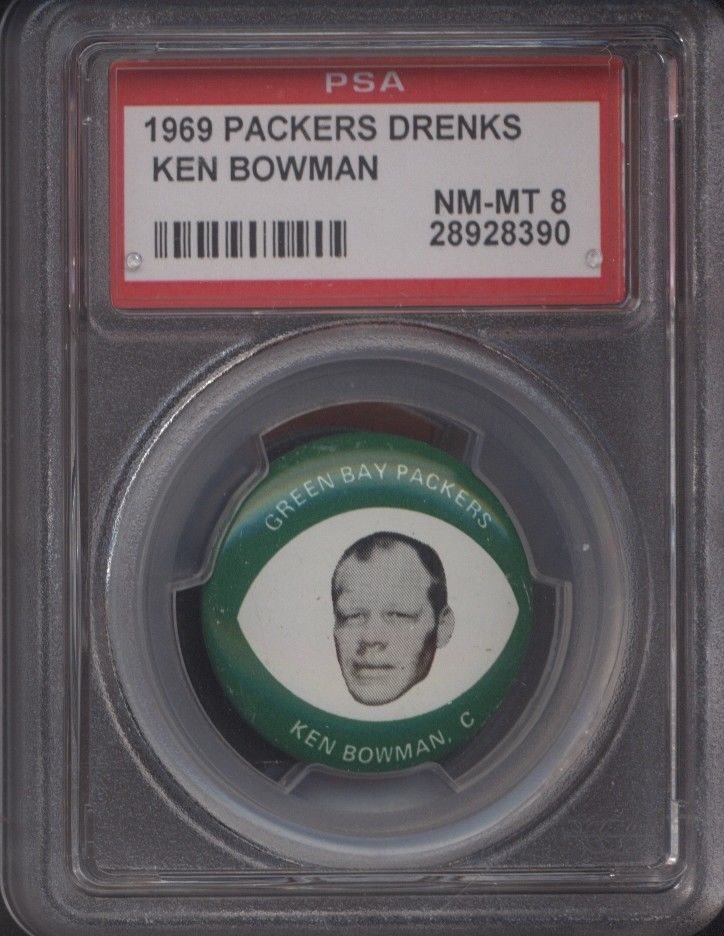 PSA
1969 PACKERS DRENKS
KEN BOWMAN
NM-MT 8
28928390
GREEN BAY PACKERS
KEN BOWMAN, C